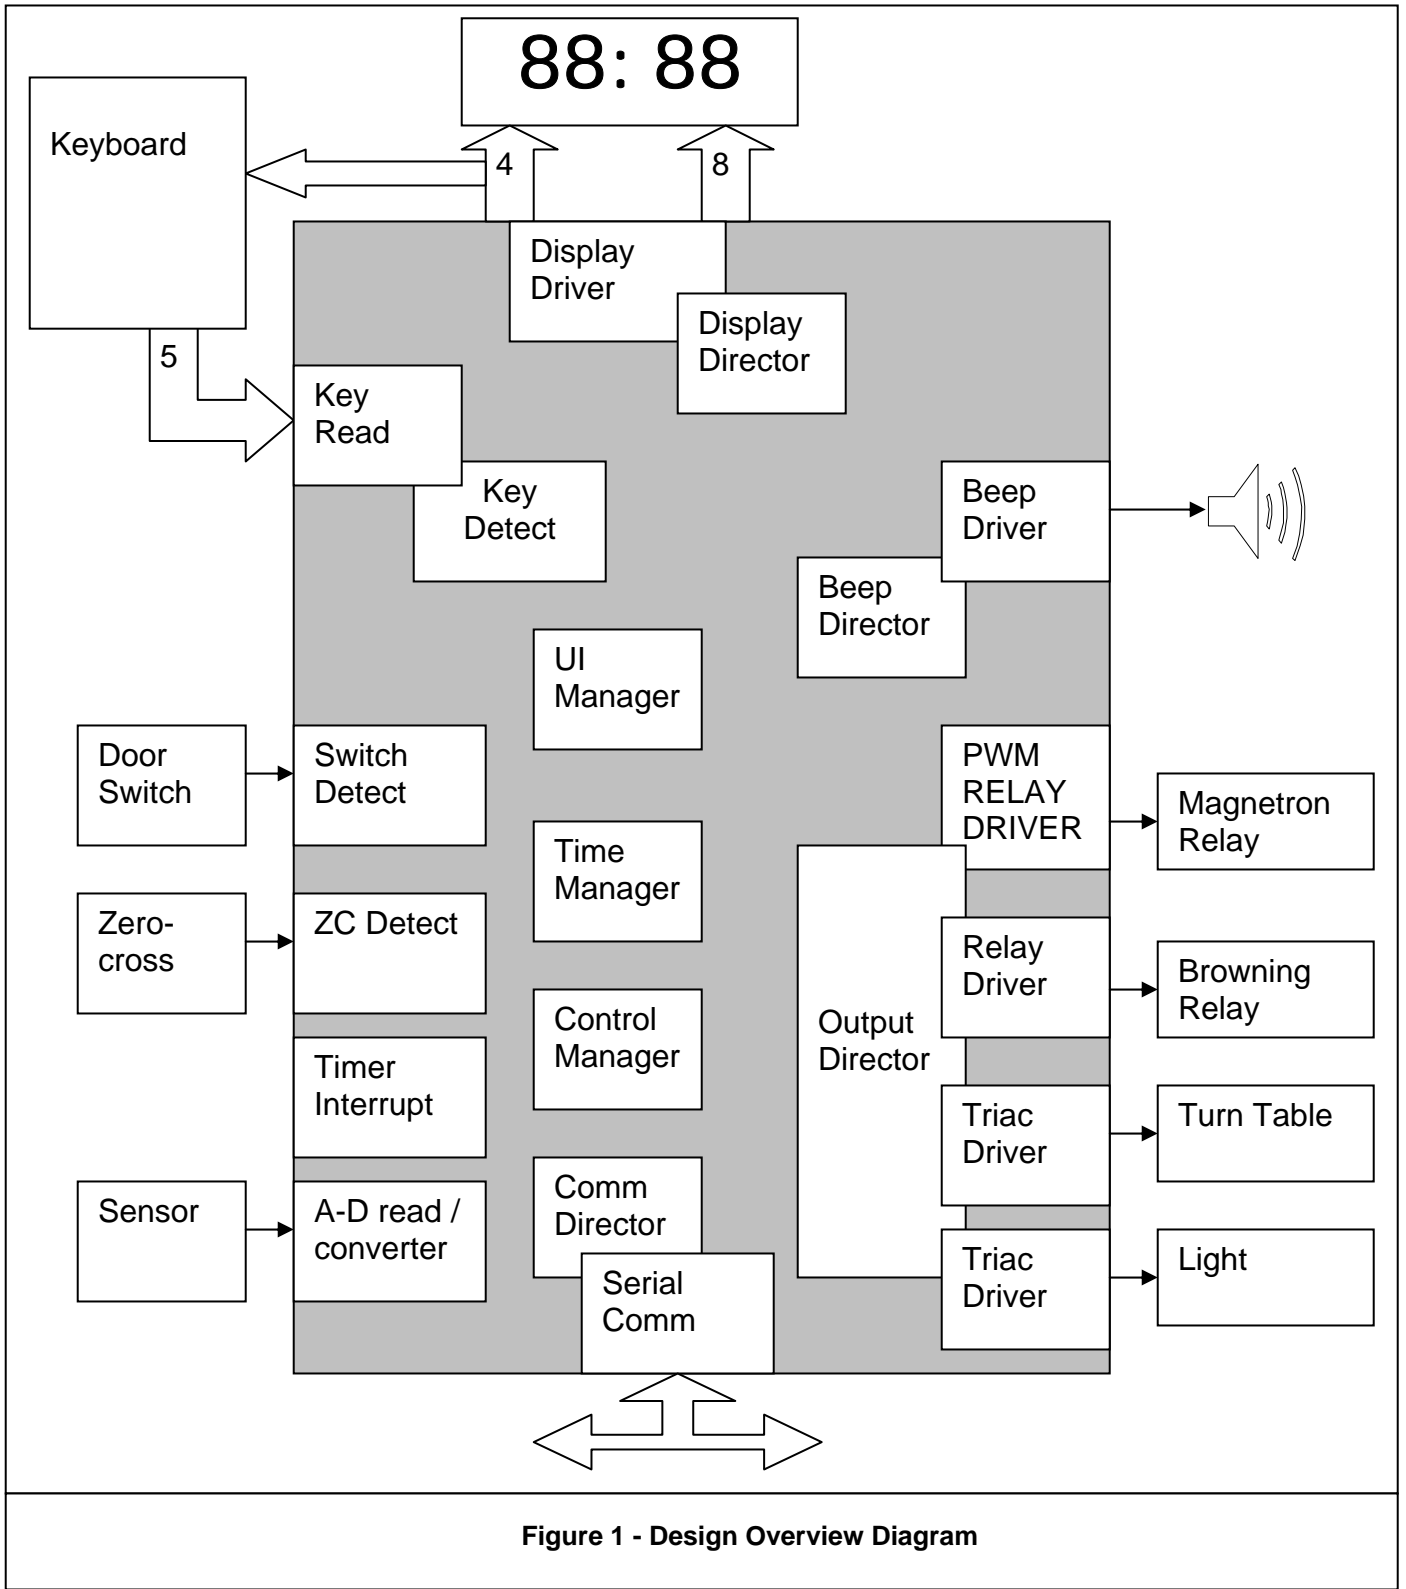 88: 88
Keyboard
4
8
5
Display
Driver
Display
Director
Key
Read
Key
Detect
Beep
Driver
Beep
Director
UI
Manager
Door
Switch
Switch
Detect
PWM
RELAY
DRIVER
Magnetron
Relay
Time
Manager
Zero-
cross
ZC Detect
Relay
Driver
Browning
Relay
Control
Manager
Output
Director
Timer
Interrupt
Triac
Driver
Turn Table
Sensor
A-D read /
converter
Comm
Director
Serial
Comm
Triac
Driver
Light
Figure 1 - Design Overview Diagram